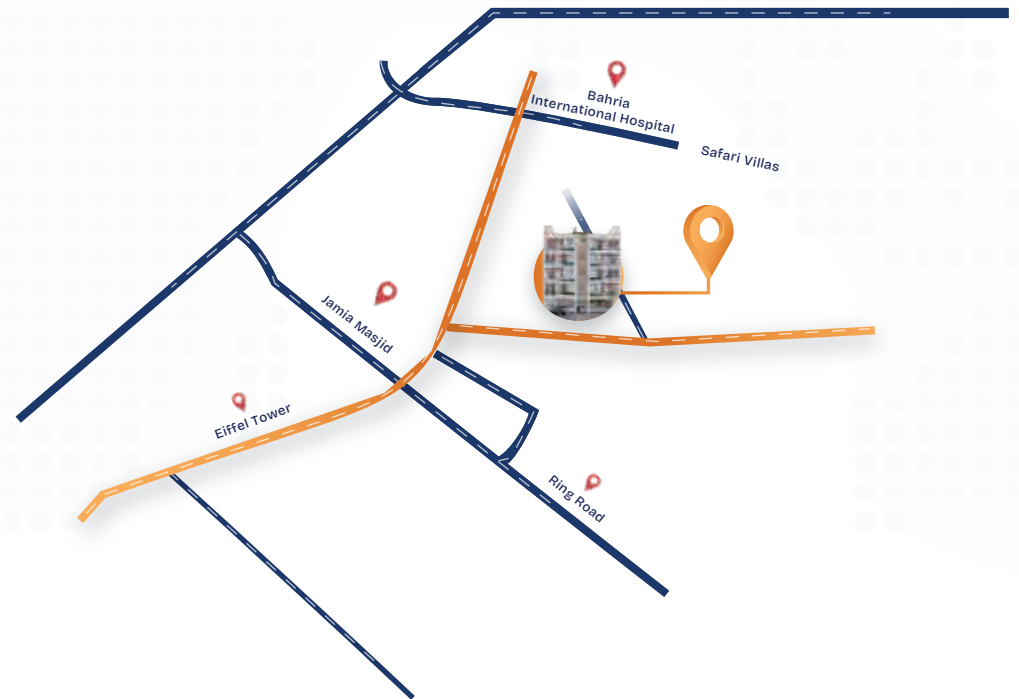 Bahria
International Hospital
Safari Villas
Jamia Masjid
Eiffel Tower
Ring Road